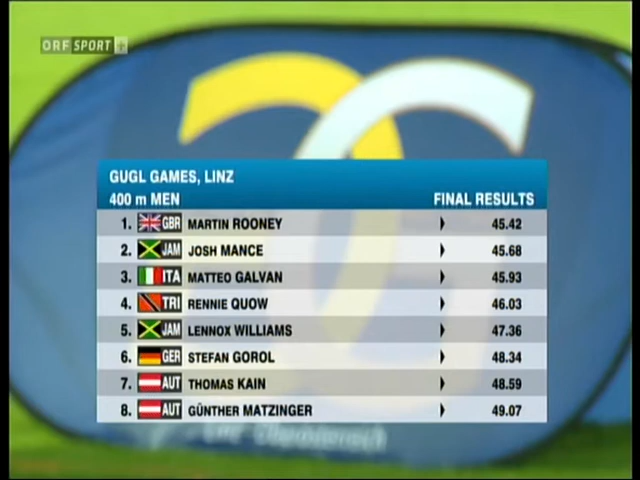 ORF SPORT +
GUGL GAMES, LINZ
400 m MEN FINAL RESULTS
1. GBR MARTIN ROONEY 45.42
2. JAM JOSH MANCE 45.68
3. ITA MATTEO GALVAN 45.93
4. TRI RENNIE QUOW 46.03
5. JAM LENNOX WILLIAMS 47.36
6. GER STEFAN GOROL 48.34
7. AUT THOMAS KAIN 48.59
8. AUT GÜNTHER MATZINGER 49.07